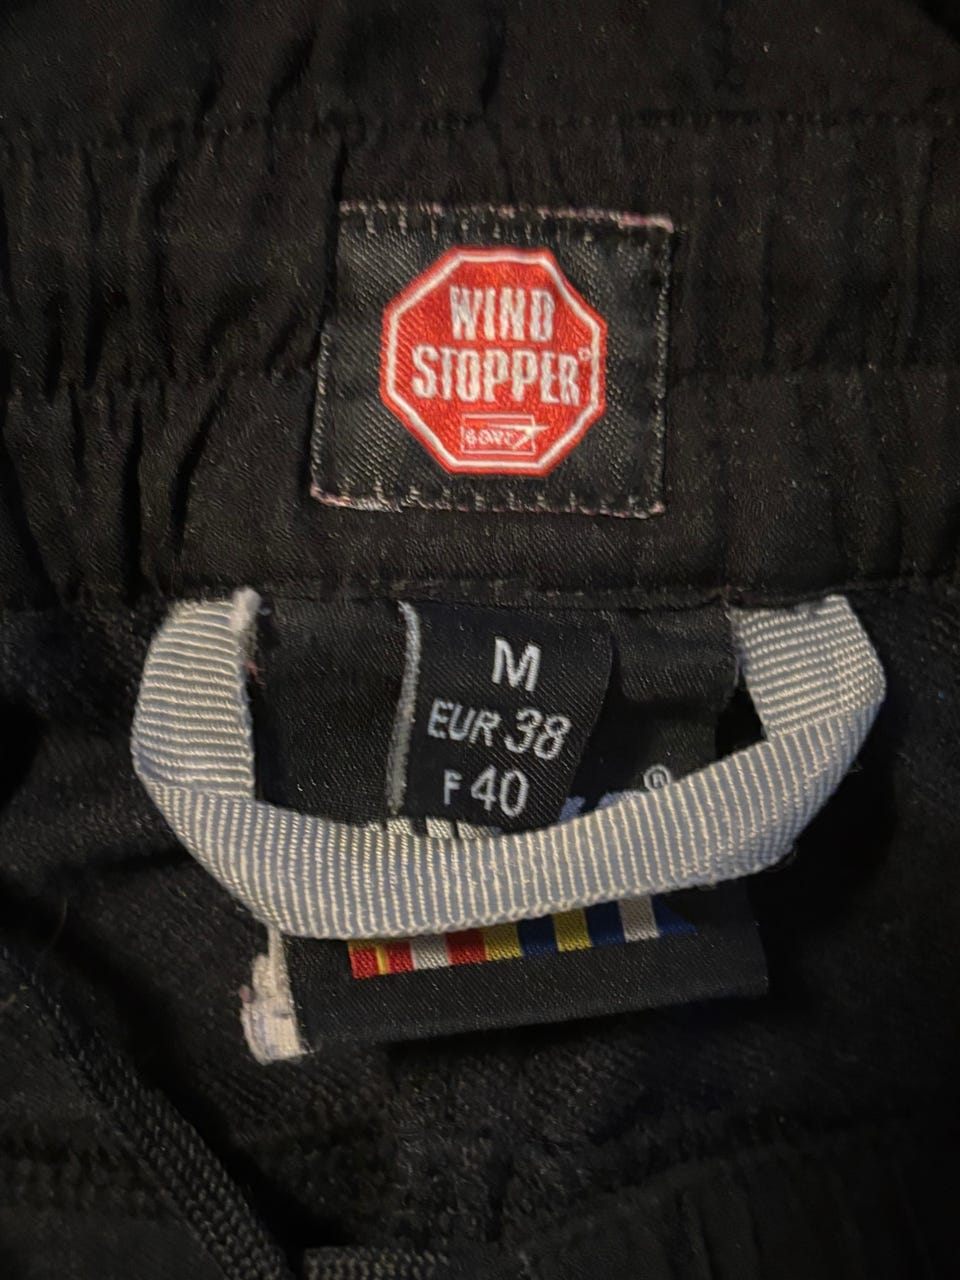 WIND
STOPPER®
GORE
M
EUR 38
F 40
®